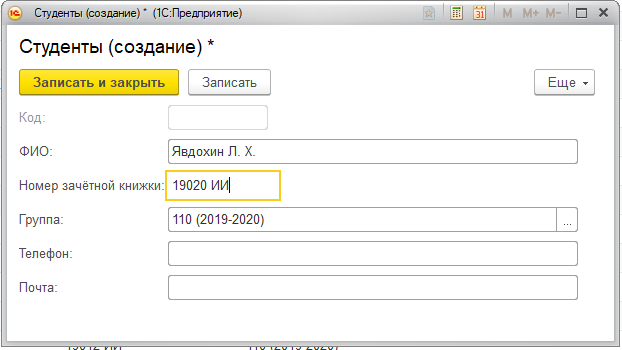 Студенты (создание) * (1С:Предприятие)
31 M M+ M-
Студенты (создание) *
Записать и закрыть Записать Еще
Код:
ФИО: Явдохин Л. Х.
Номер зачётной книжки: 19020 ИИ
Группа: 110 (2019-2020) ...
Телефон:
Почта: